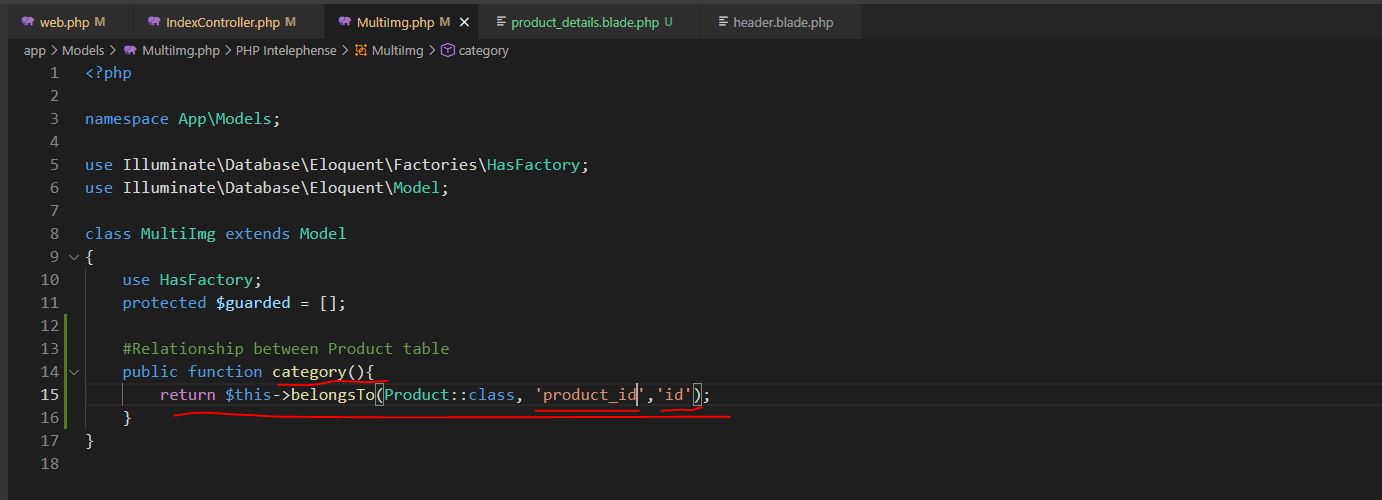 web.php M IndexController.php M MultiImg.php M × product_details.blade.php U header.blade.php
app > Models > MultiImg.php > PHP Intelephense > MultiImg > category
1 <?php
2
3 namespace App\Models;
4
5 use Illuminate\Database\Eloquent\Factories\HasFactory;
6 use Illuminate\Database\Eloquent\Model;
7
8 class MultiImg extends Model
9 {
10 use HasFactory;
11 protected $guarded = [];
12
13 #Relationship between Product table
14 public function category(){
15 return $this->belongsTo(Product::class, 'product_id','id');
16 }
17 }
18